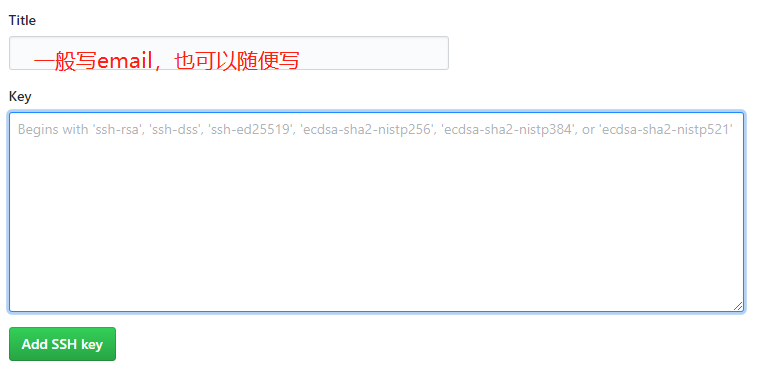 Title
一般写email，也可以随便写
Key
Begins with 'ssh-rsa', 'ssh-dss', 'ssh-ed25519', 'ecdsa-sha2-nistp256', 'ecdsa-sha2-nistp384', or 'ecdsa-sha2-nistp521'
Add SSH key